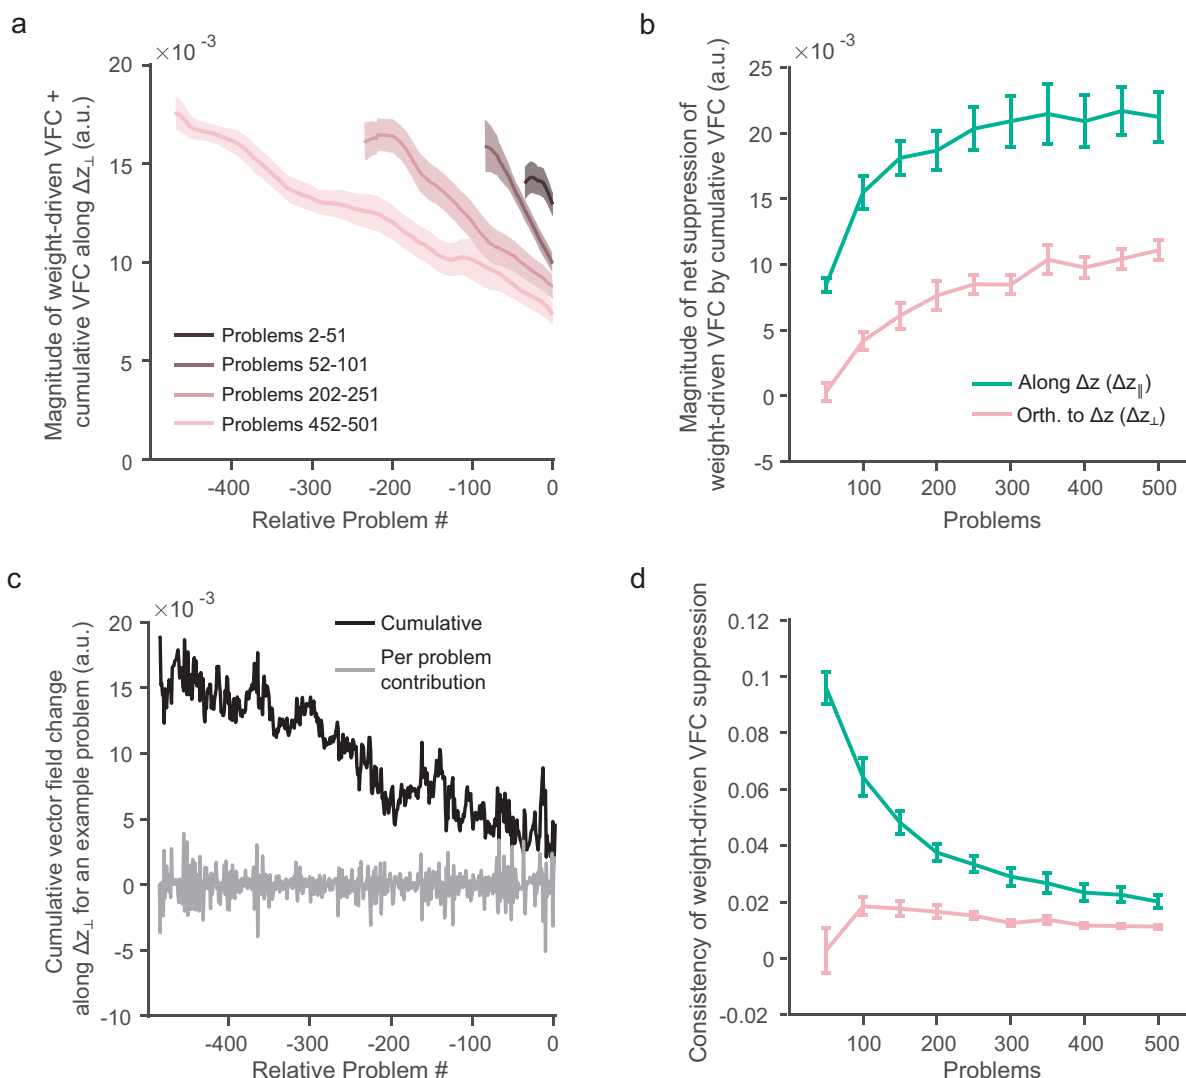 a
×10 -3
Magnitude of weight-driven VFC +
cumulative VFC along Δz⊥ (a.u.)
20
15
10
5
0
Problems 2-51
Problems 52-101
Problems 202-251
Problems 452-501
-400 -300 -200 -100 0
Relative Problem #
b
×10 -3
Magnitude of net suppression of
weight-driven VFC by cumulative VFC (a.u.)
25
20
15
10
5
0
-5
Along Δz (Δz∥)
Orth. to Δz (Δz⊥)
100 200 300 400 500
Problems
c
×10 -3
Cumulative vector field change
along Δz⊥ for an example problem (a.u.)
20
15
10
5
0
-5
-10
Cumulative
Per problem
contribution
-400 -300 -200 -100 0
Relative Problem #
d
Consistency of weight-driven VFC suppression
0.12
0.1
0.08
0.06
0.04
0.02
0
-0.02
100 200 300 400 500
Problems